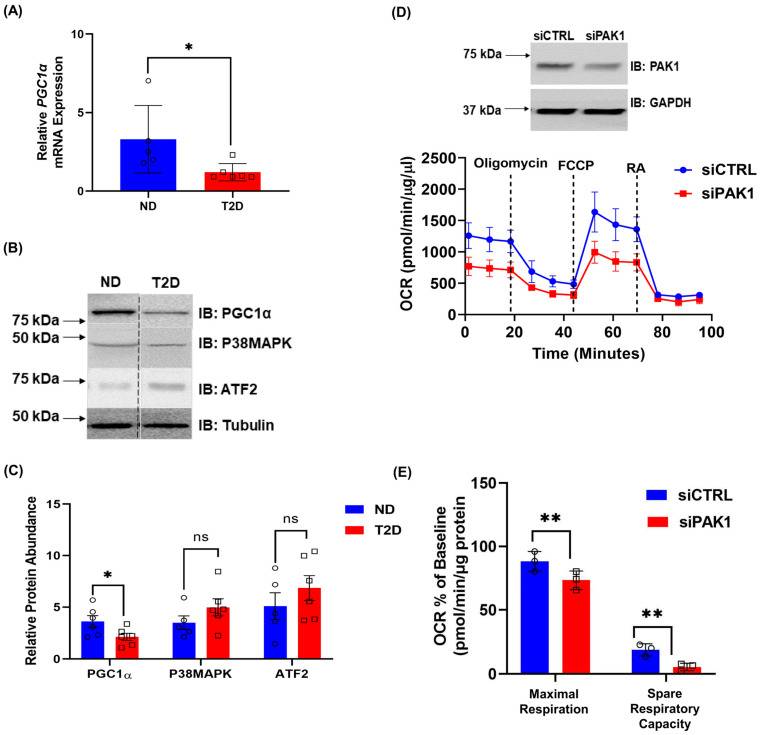 (A)
Relative PGC1α
mRNA Expression
10
5
0
*
ND
T2D
(B)
ND
T2D
75 kDa
IB: PGC1α
50 kDa
IB: P38MAPK
75 kDa
IB: ATF2
50 kDa
IB: Tubulin
(C)
Relative Protein Abundance
15
10
5
0
ND
T2D
*
ns
ns
PGC1α
P38MAPK
ATF2
(D)
siCTRL siPAK1
75 kDa
IB: PAK1
IB: GAPDH
37 kDa
OCR (pmol/min/µg/µl)
2500
2000
1500
1000
500
0
Oligomycin
FCCP
RA
siCTRL
siPAK1
0 20 40 60 80 100
Time (Minutes)
(E)
OCR % of Baseline
(pmol/min/µg protein)
150
100
50
0
siCTRL
siPAK1
**
**
Maximal
Respiration
Spare
Respiratory
Capacity